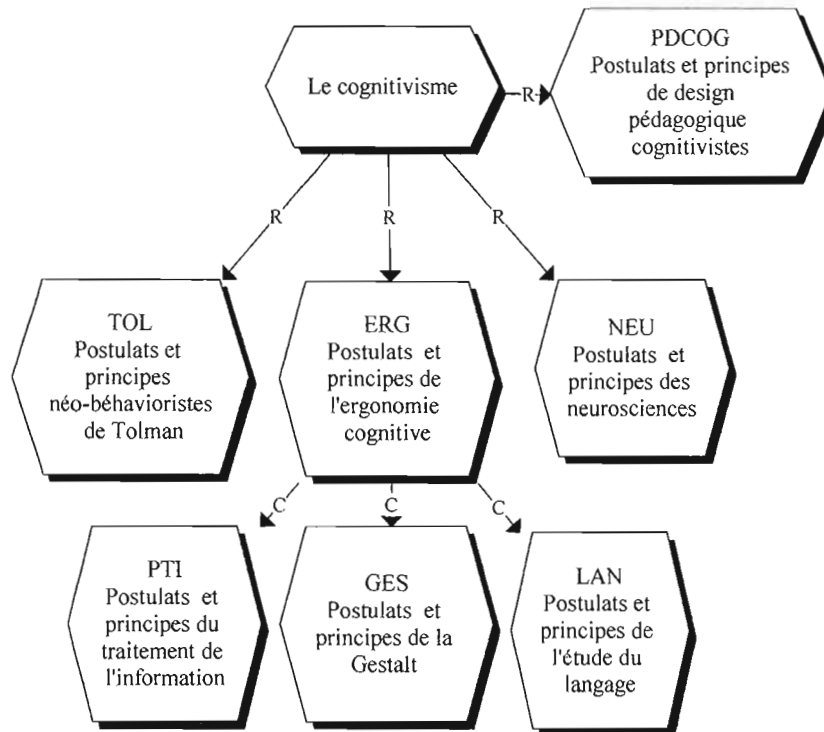 Le cognitivisme
R
PDCOG
Postulats et principes
de design
pédagogique
cognitivistes
R
R
R
TOL
Postulats et
principes
néo-béhavioristes
de Tolman
ERG
Postulats et
principes de
l'ergonomie
cognitive
NEU
Postulats et
principes des
neurosciences
C
C
C
PTI
Postulats et
principes du
traitement de
l'information
GES
Postulats et
principes de la
Gestalt
LAN
Postulats et
principes de
l'étude du
langage